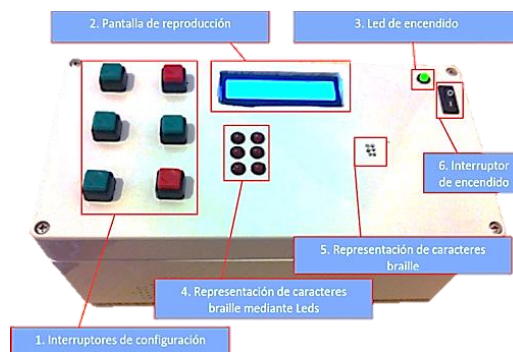 2. Pantalla de reproducción
3. Led de encendido
6. Interruptor
de encendido
5. Representación de caracteres
braille
4. Representación de caracteres
braille mediante Leds
1. Interruptores de configuración